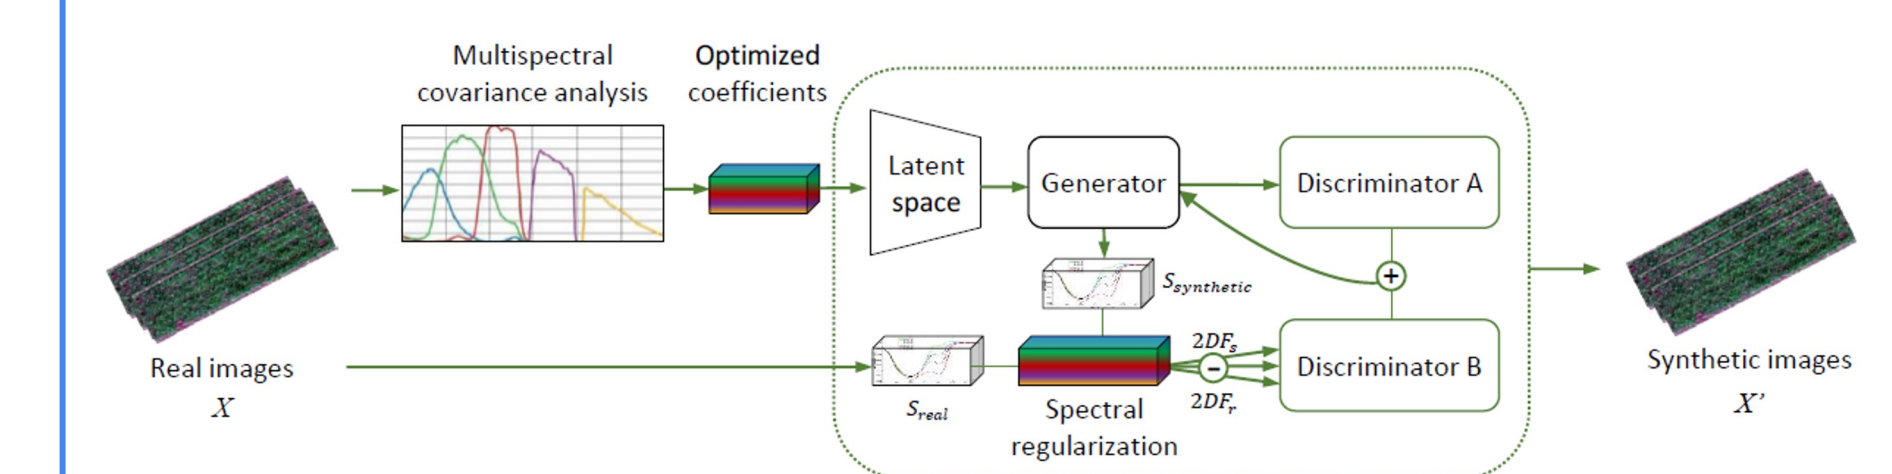 Multispectral
covariance analysis
Optimized
coefficients
Latent
space
Generator
Discriminator A
+
S_synthetic
2DF_s
-
2DF_r
Discriminator B
S_real
Spectral
regularization
Real images
X
Synthetic images
X’